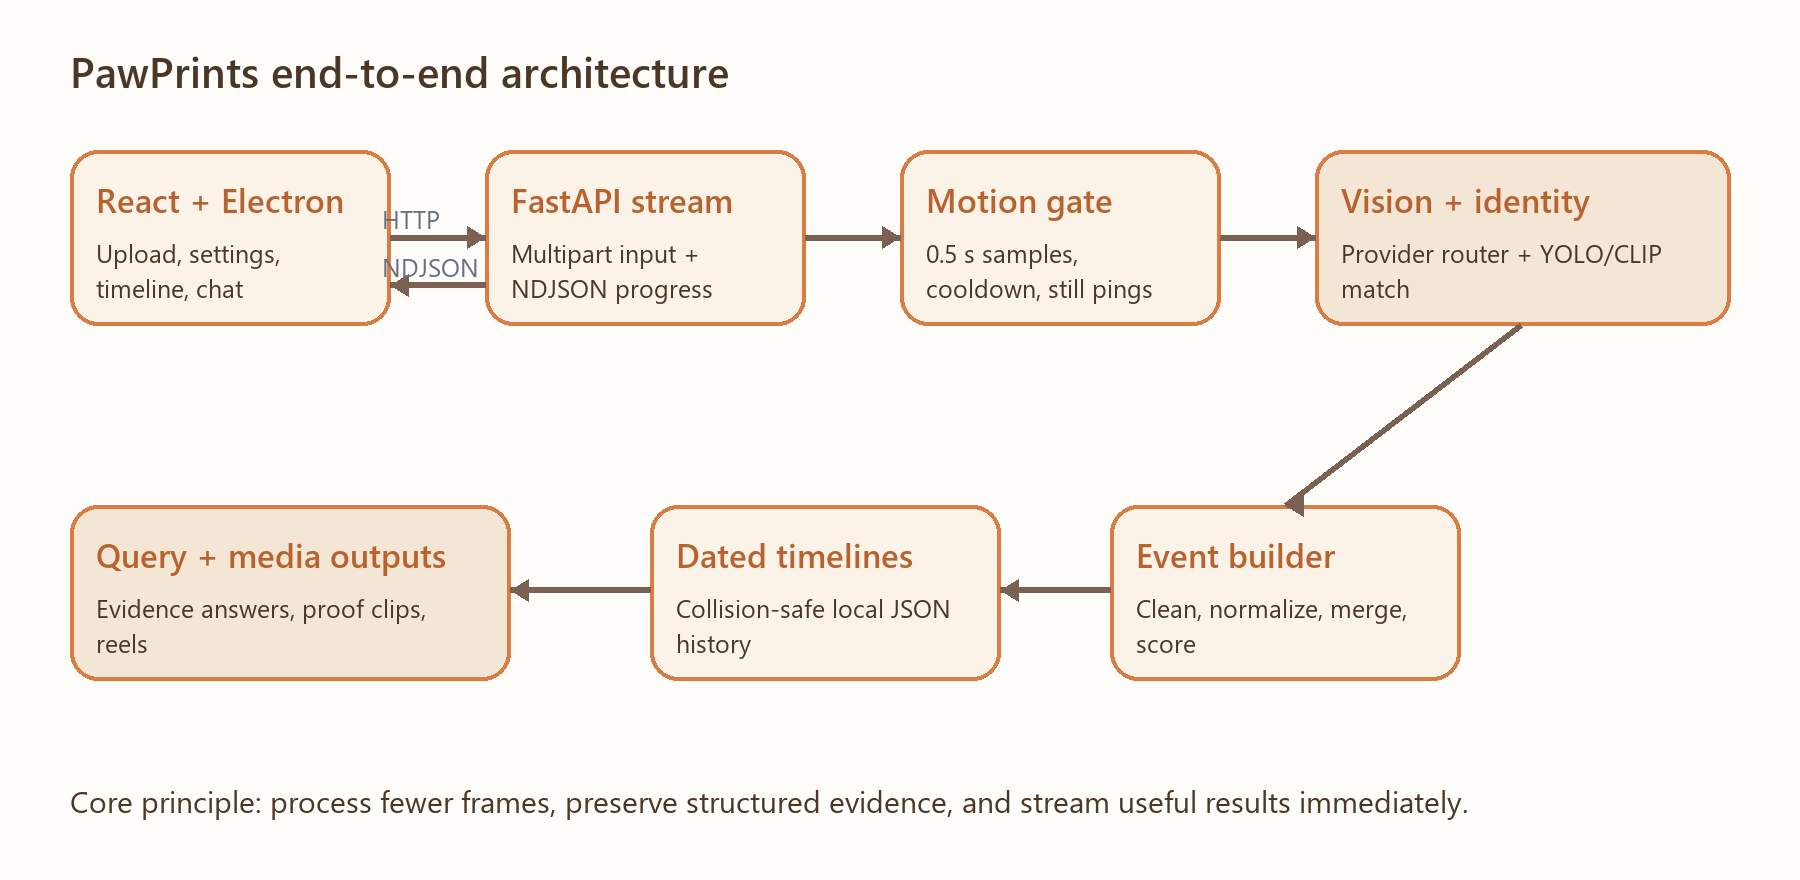 PawPrints end-to-end architecture
React + Electron
Upload, settings,
timeline, chat
HTTP
NDJSON
FastAPI stream
Multipart input +
NDJSON progress
Motion gate
0.5 s samples,
cooldown, still pings
Vision + identity
Provider router + YOLO/CLIP
match
Query + media outputs
Evidence answers, proof clips,
reels
Dated timelines
Collision-safe local JSON
history
Event builder
Clean, normalize, merge,
score
Core principle: process fewer frames, preserve structured evidence, and stream useful results immediately.